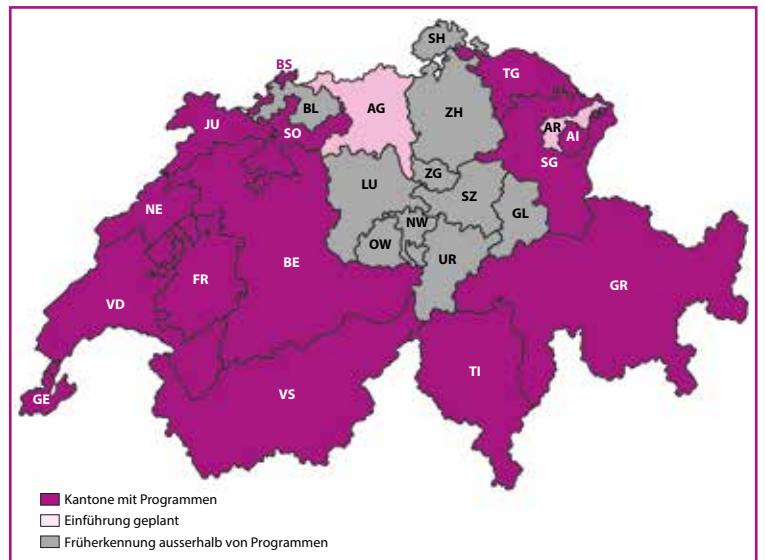 SH
BS
TG
BL
AG
ZH
AR
AI
JU
SO
SG
ZG
LU
SZ
NE
GL
NW
OW
BE
UR
FR
GR
VD
TI
VS
GE
Kantone mit Programmen
Einführung geplant
Früherkennung ausserhalb von Programmen